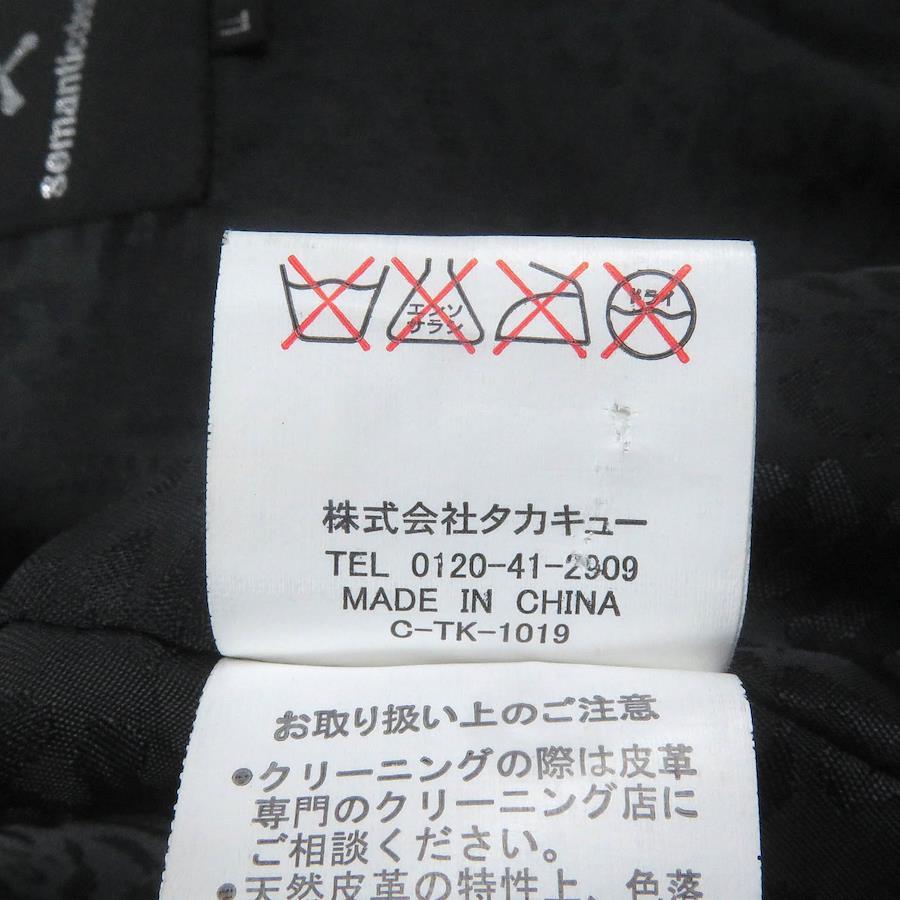 semanticdes
LL
エンソ
サラシ
ドライ
株式会社タカキュー
TEL 0120-41-2909
MADE IN CHINA
C-TK-1019
お取り扱い上のご注意
●クリーニングの際は皮革
専門のクリーニング店に
ご相談ください。
●天然皮革の特性上、色落